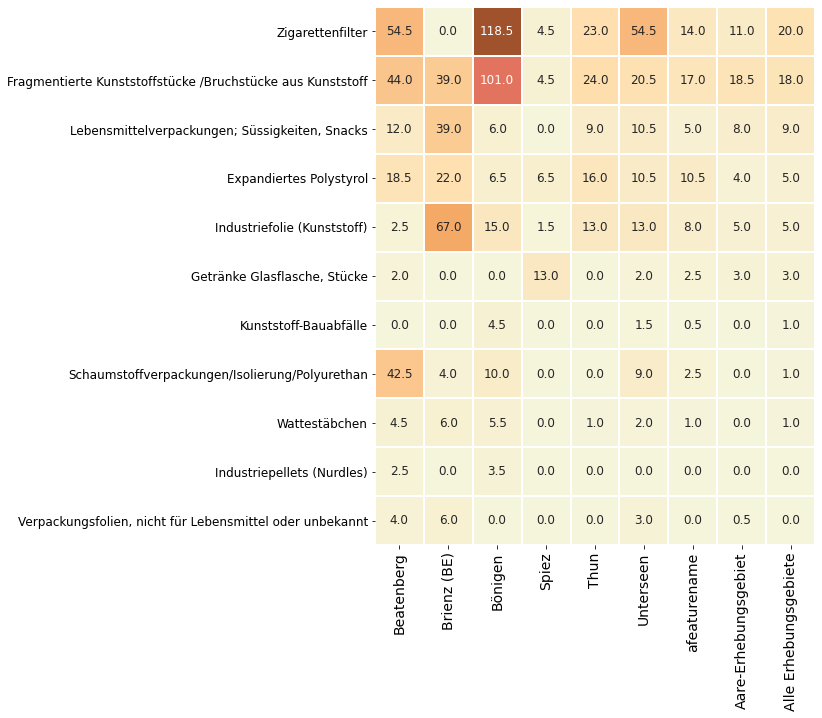 Zigarettenfilter 54.5 0.0 118.5 4.5 23.0 54.5 14.0 11.0 20.0
Fragmentierte Kunststoffstücke /Bruchstücke aus Kunststoff 44.0 39.0 101.0 4.5 24.0 20.5 17.0 18.5 18.0
Lebensmittelverpackungen; Süssigkeiten, Snacks 12.0 39.0 6.0 0.0 9.0 10.5 5.0 8.0 9.0
Expandiertes Polystyrol 18.5 22.0 6.5 6.5 16.0 10.5 10.5 4.0 5.0
Industriefolie (Kunststoff) 2.5 67.0 15.0 1.5 13.0 13.0 8.0 5.0 5.0
Getränke Glasflasche, Stücke 2.0 0.0 0.0 13.0 0.0 2.0 2.5 3.0 3.0
Kunststoff-Bauabfälle 0.0 0.0 4.5 0.0 0.0 1.5 0.5 0.0 1.0
Schaumstoffverpackungen/Isolierung/Polyurethan 42.5 4.0 10.0 0.0 0.0 9.0 2.5 0.0 1.0
Wattestäbchen 4.5 6.0 5.5 0.0 1.0 2.0 1.0 0.0 1.0
Industriepellets (Nurdles) 2.5 0.0 3.5 0.0 0.0 0.0 0.0 0.0 0.0
Verpackungsfolien, nicht für Lebensmittel oder unbekannt 4.0 6.0 0.0 0.0 0.0 3.0 0.0 0.5 0.0
Beatenberg
Brienz (BE)
Bönigen
Spiez
Thun
Unterseen
afeaturename
Aare-Erhebungsgebiet
Alle Erhebungsgebiete